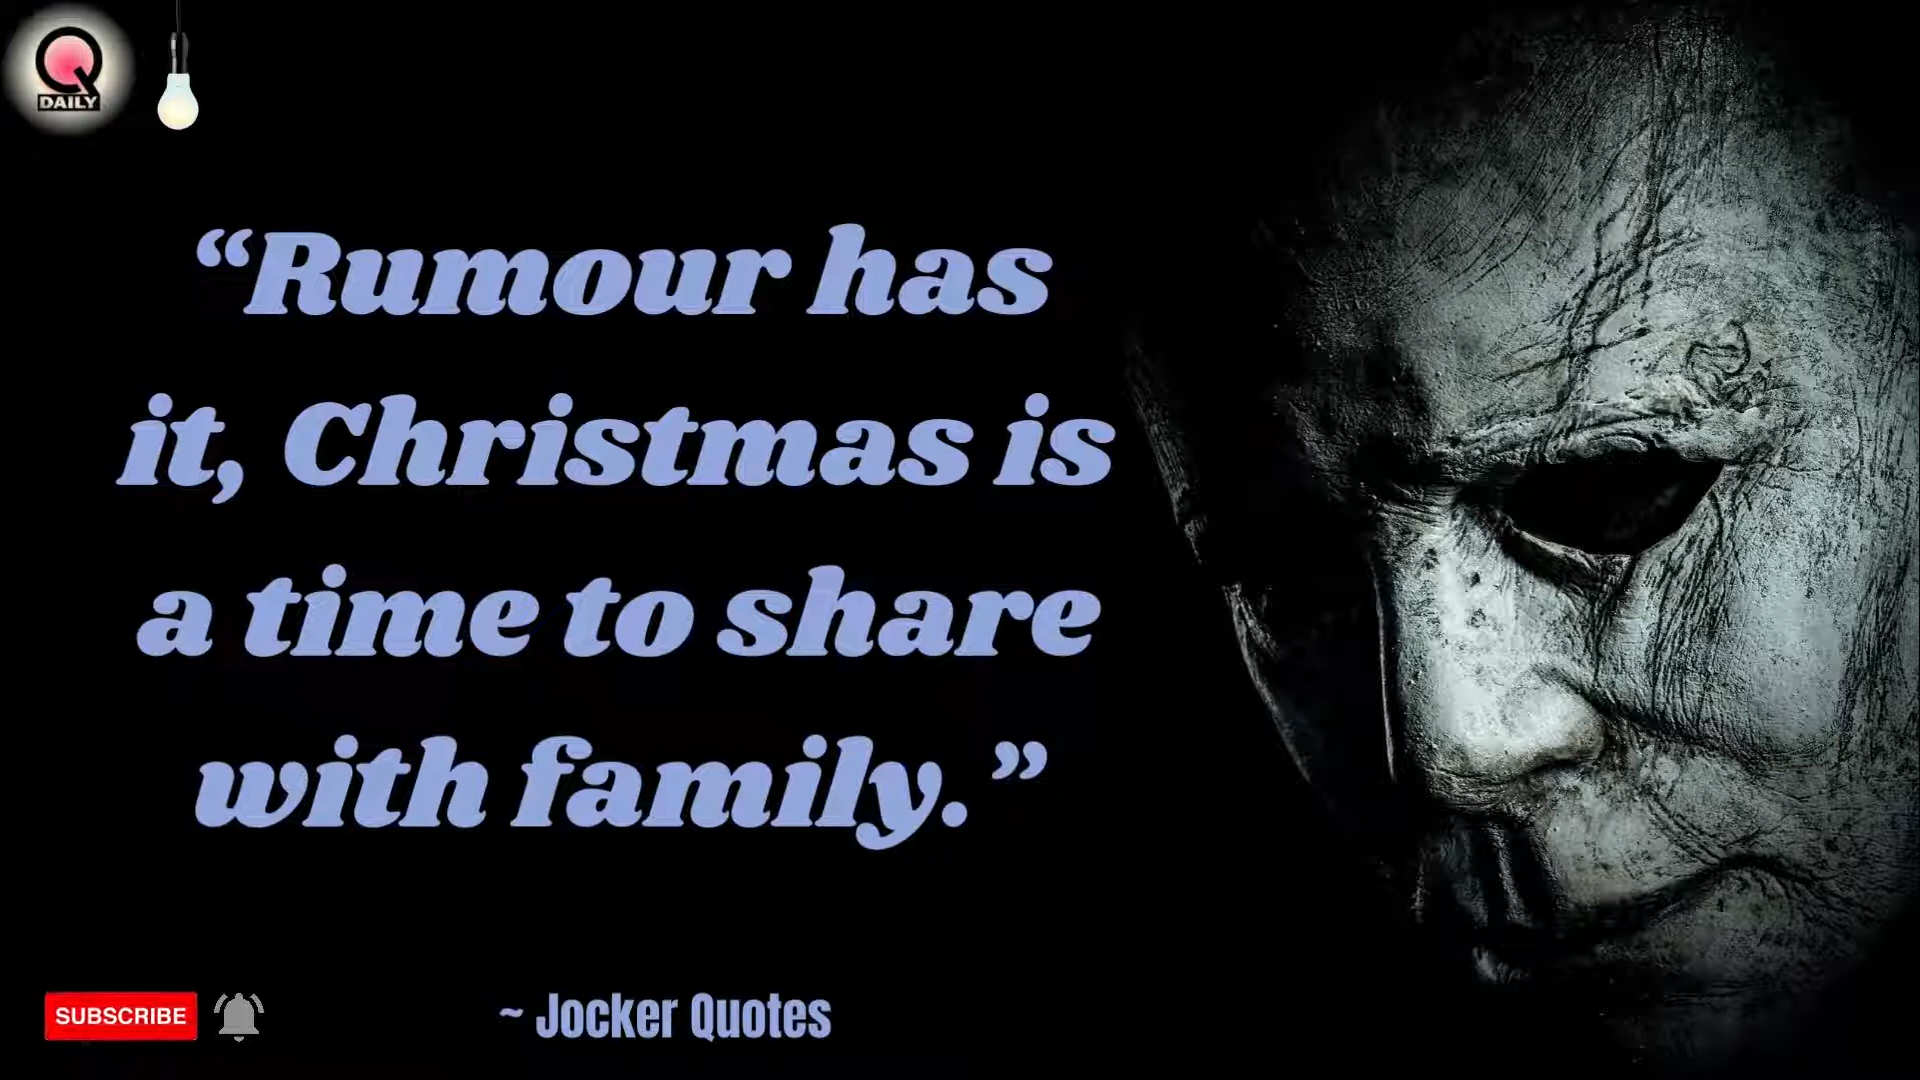 Q
DAILY
“Rumour has
it, Christmas is
a time to share
with family.”
SUBSCRIBE
~ Jocker Quotes